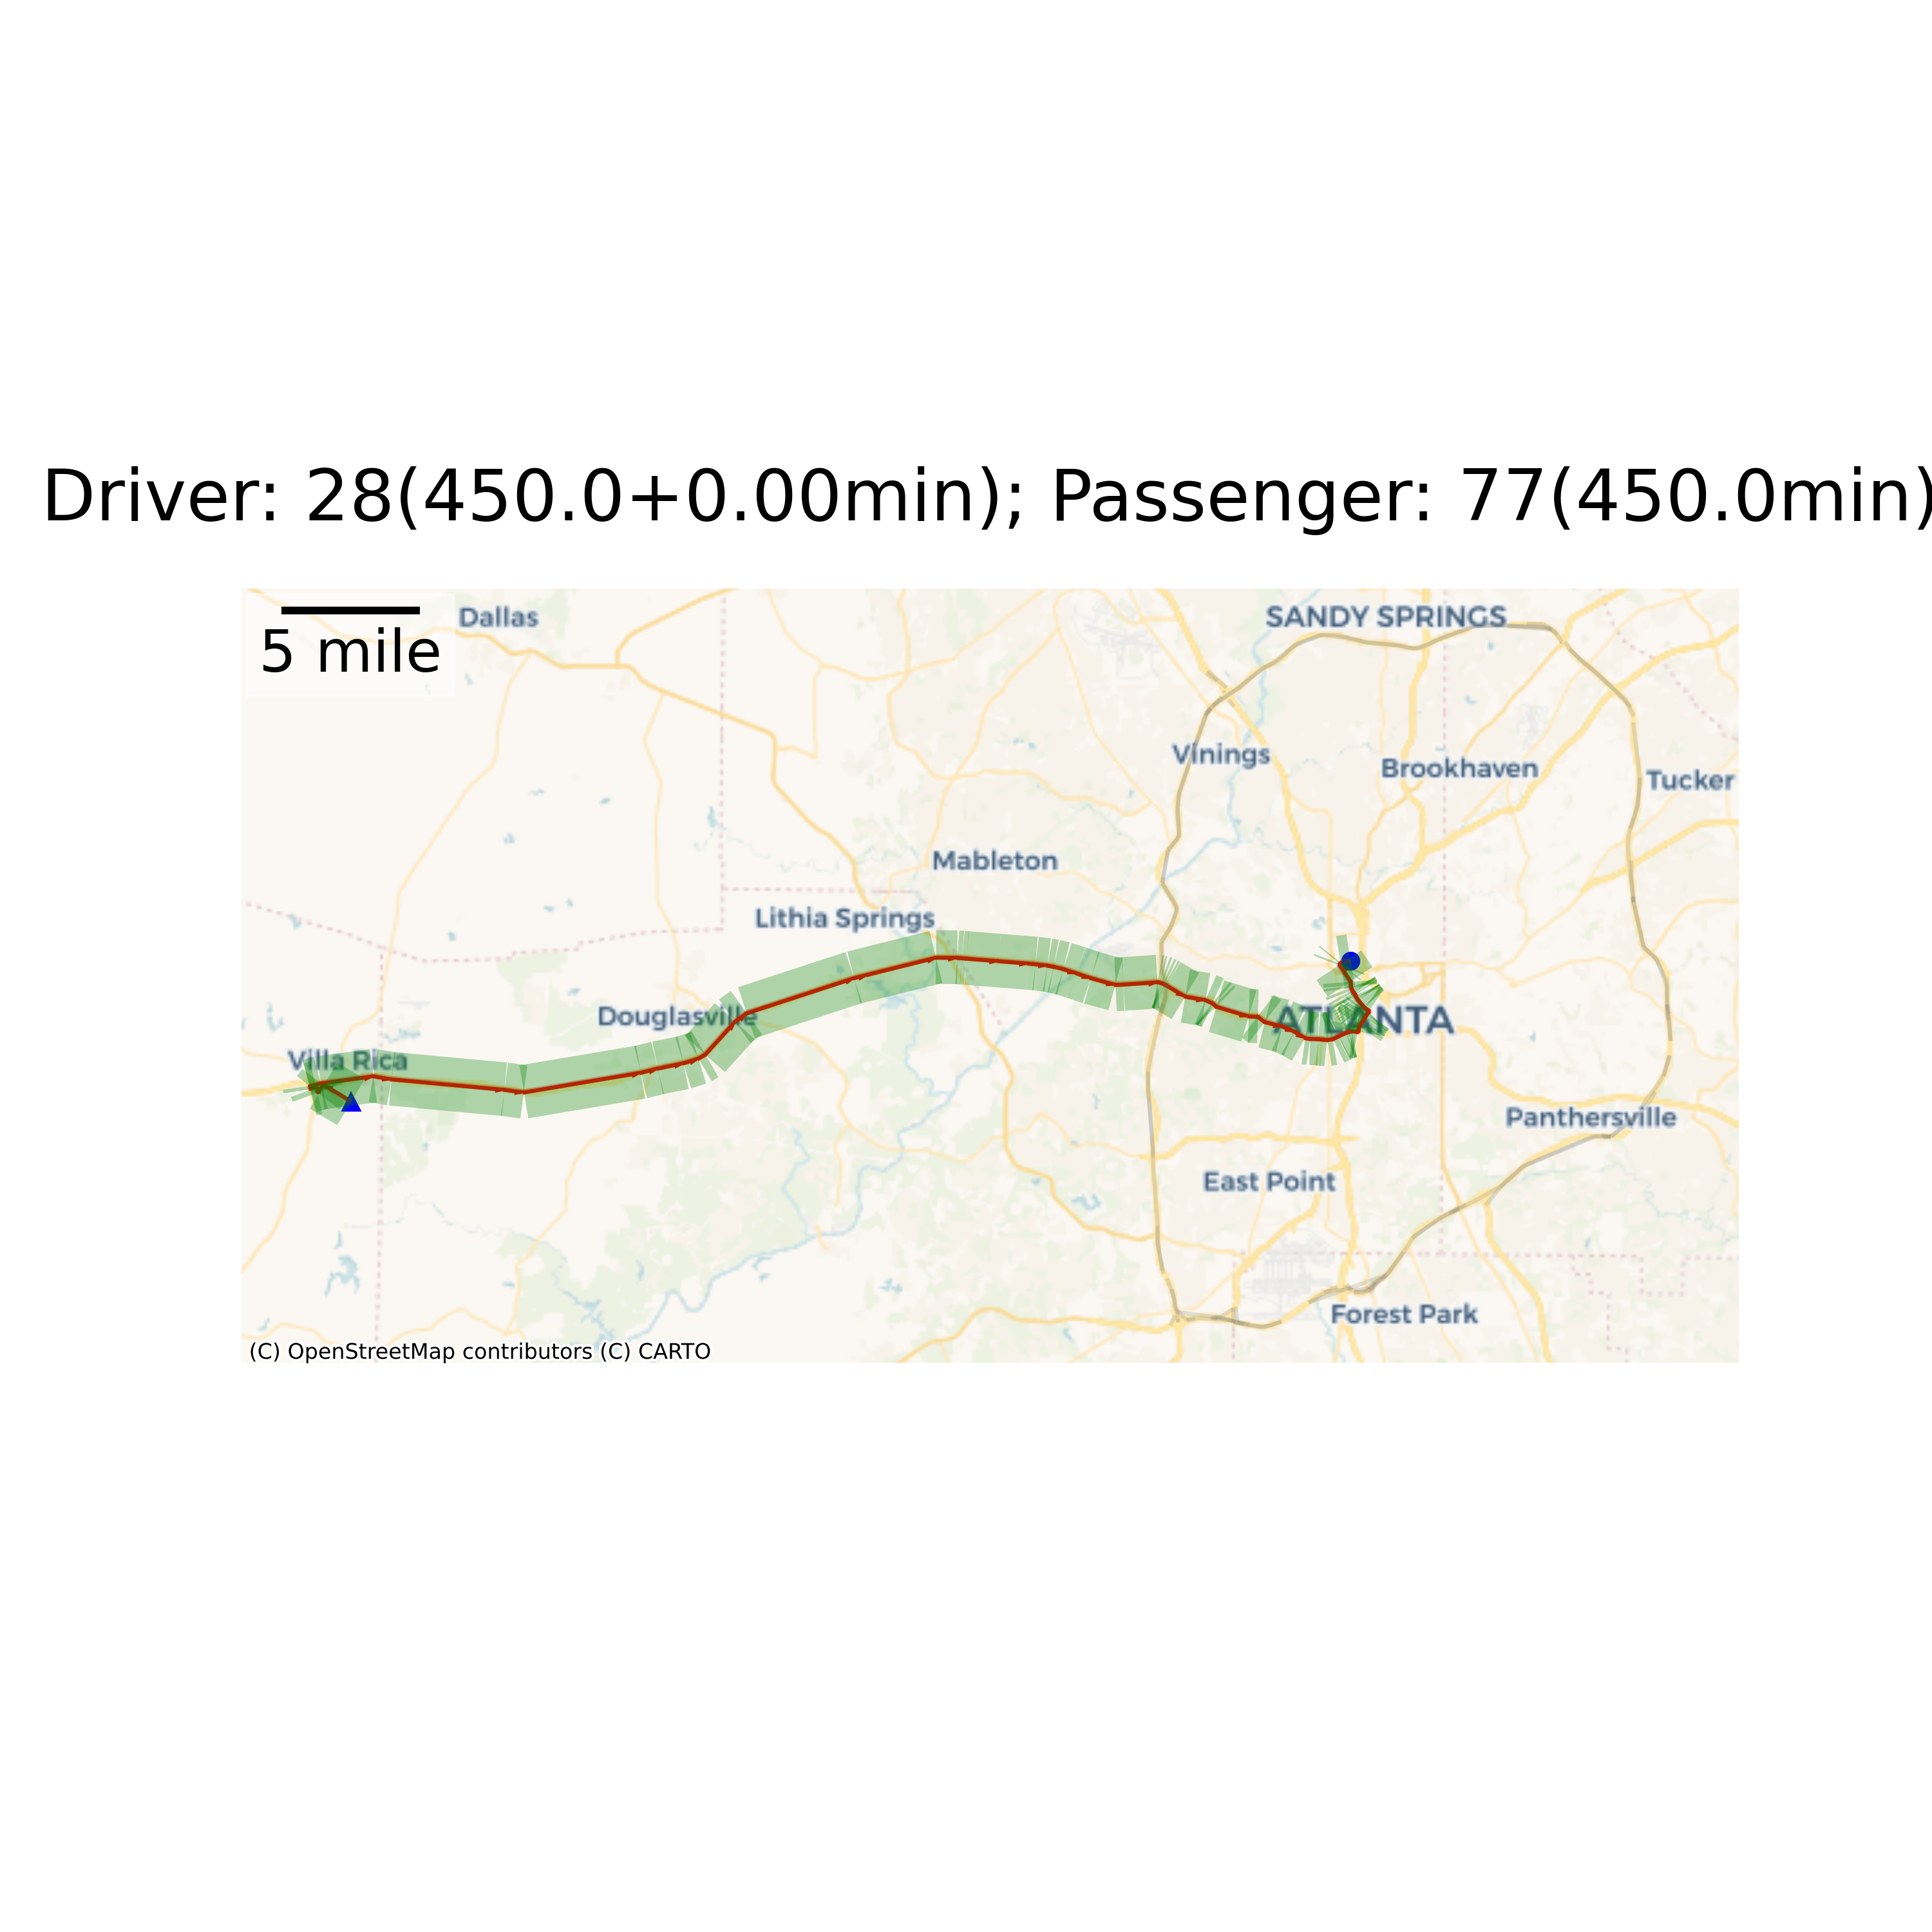 Driver: 28(450.0+0.00min); Passenger: 77(450.0min)
Dallas
SANDY SPRINGS
5 mile
Vinings
Brookhaven
Tucker
Mableton
Lithia Springs
Douglasville
ATLANTA
Villa Rica
Panthersville
East Point
Forest Park
(C) OpenStreetMap contributors (C) CARTO